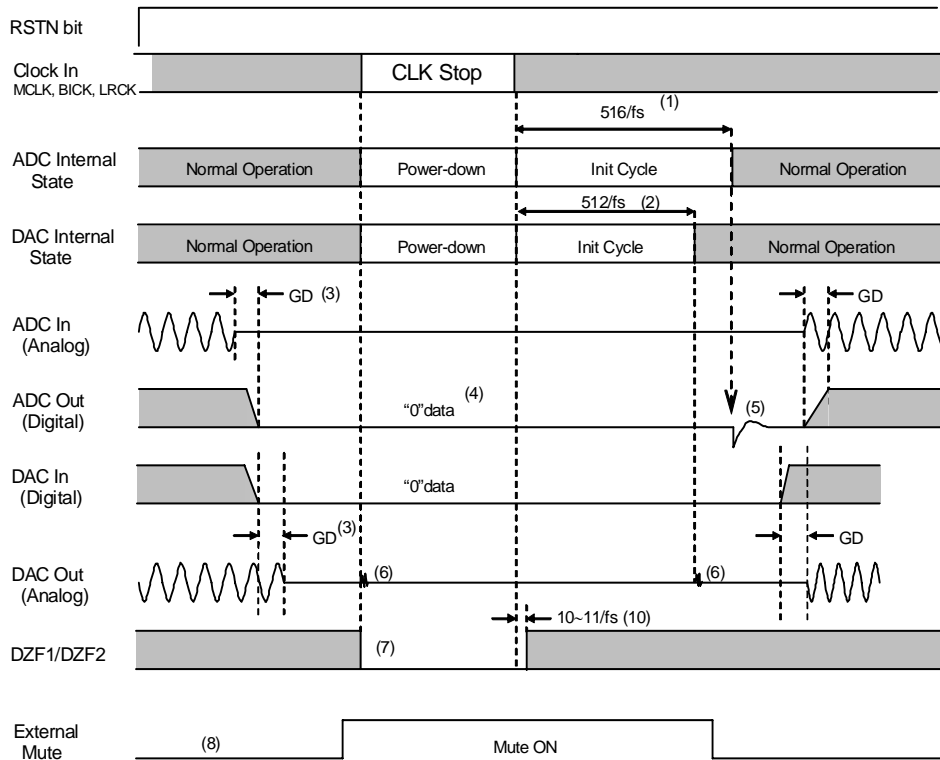 RSTN bit
Clock In
MCLK, BICK, LRCK
CLK Stop
516/fs (1)
ADC Internal
State
Normal Operation
Power-down
Init Cycle
Normal Operation
512/fs (2)
DAC Internal
State
Normal Operation
Power-down
Init Cycle
Normal Operation
GD (3)
GD
ADC In
(Analog)
ADC Out
(Digital)
"0"data
(4)
(5)
DAC In
(Digital)
"0"data
GD (3)
GD
DAC Out
(Analog)
(6)
(6)
10~11/fs (10)
DZF1/DZF2
(7)
External
Mute
(8)
Mute ON